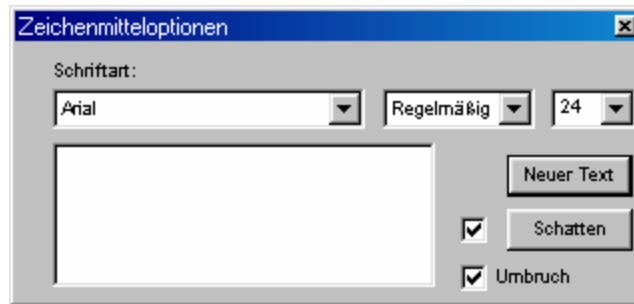 Zeichenmitteloptionen
Schriftart:
Arial Regelmäßig 24
Neuer Text
Schatten
Umbruch